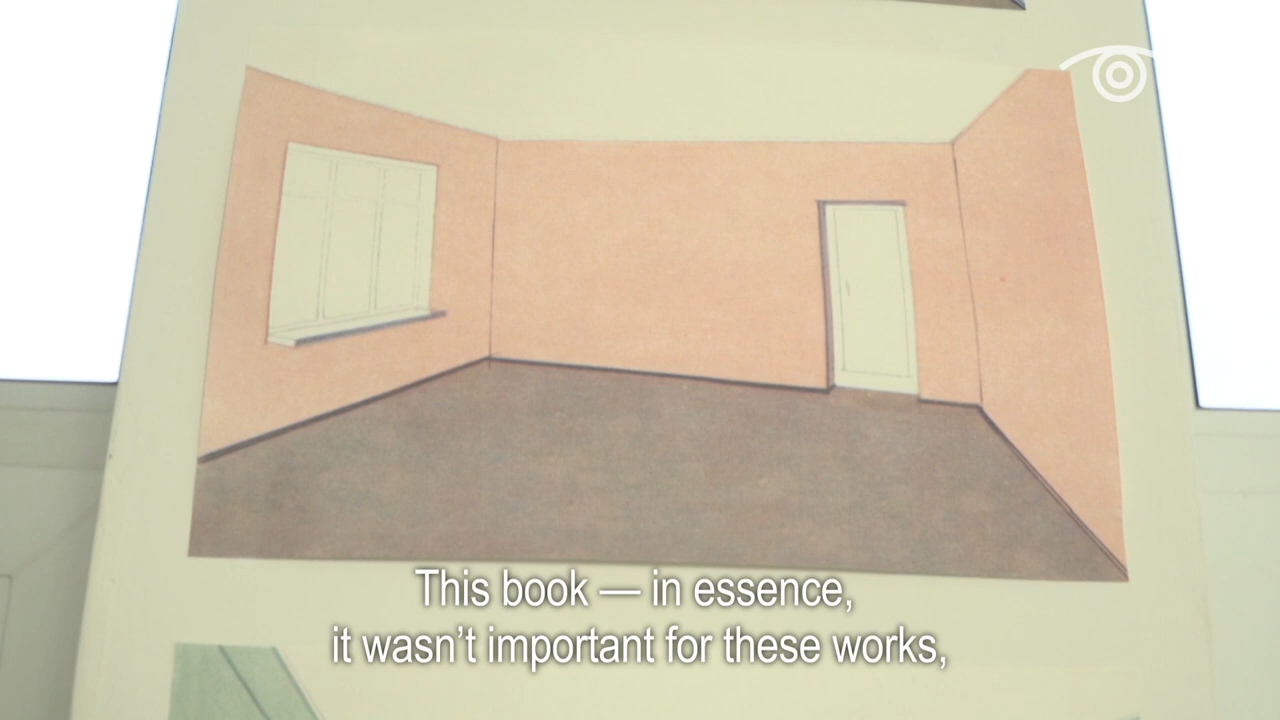 This book — in essence,
it wasn’t important for these works,